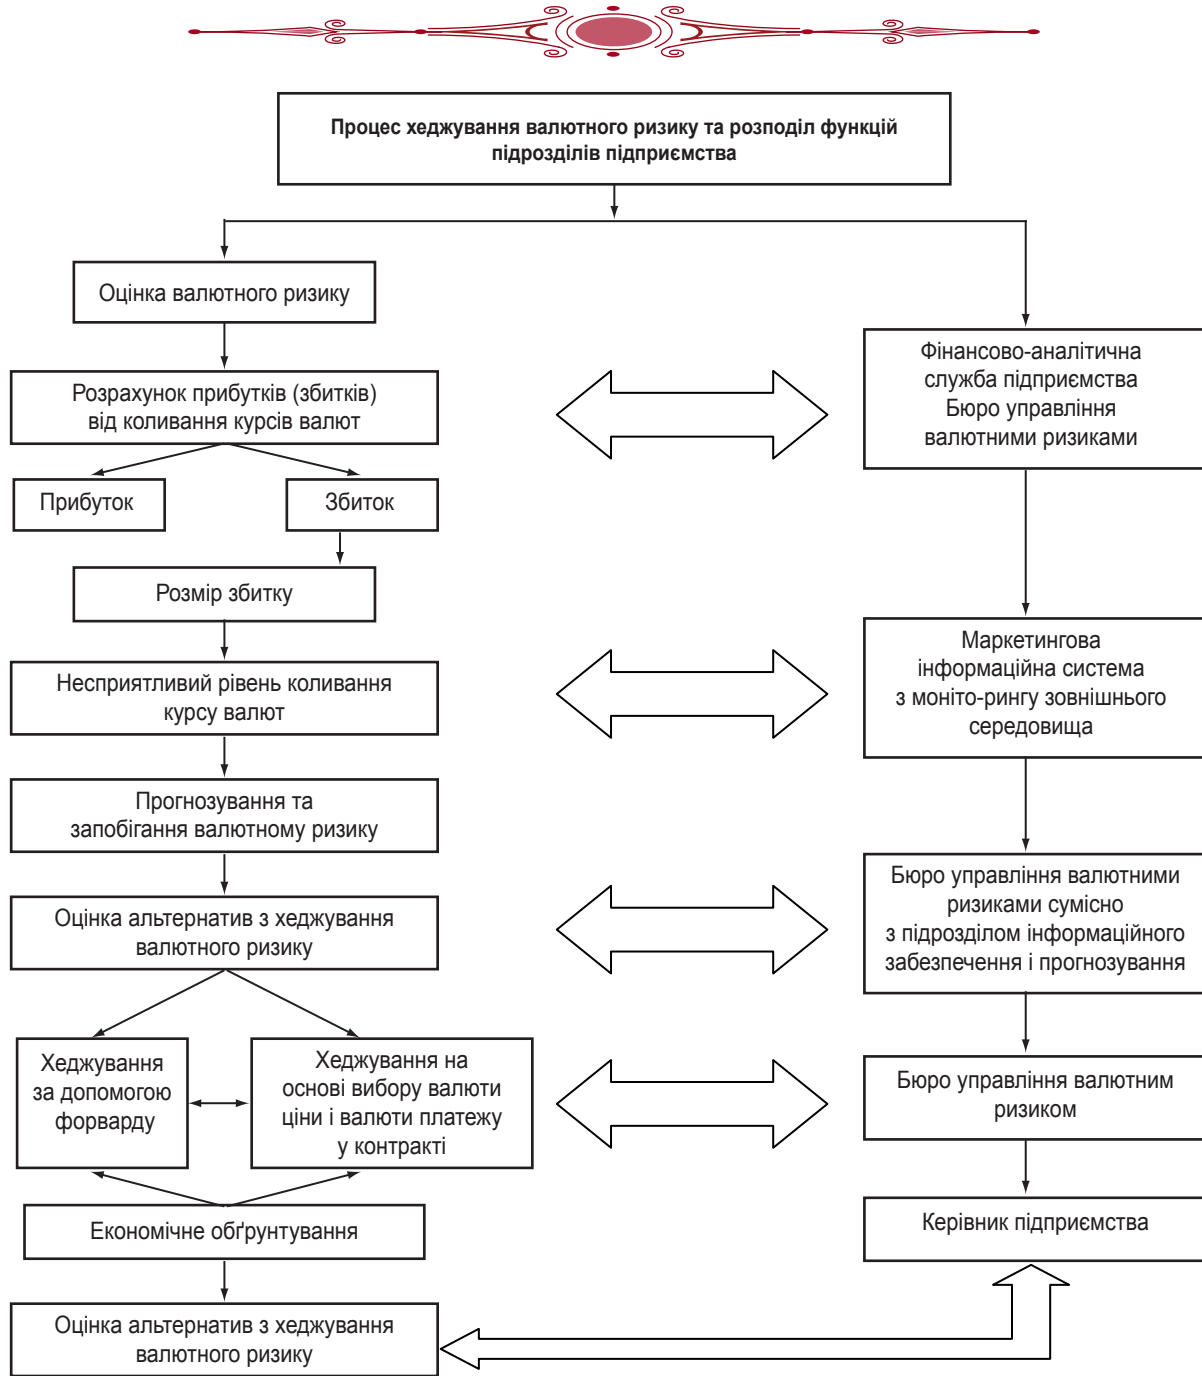 Процес хеджування валютного ризику та розподіл функцій
підрозділів підприємства
Оцінка валютного ризику
Розрахунок прибутків (збитків)
від коливання курсів валют
Прибуток
Збиток
Розмір збитку
Несприятливий рівень коливання
курсу валют
Прогнозування та
запобігання валютному ризику
Оцінка альтернатив з хеджування
валютного ризику
Хеджування
за допомогою
форварду
Хеджування на
основі вибору валюти
ціни і валюти платежу
у контракті
Економічне обґрунтування
Оцінка альтернатив з хеджування
валютного ризику
Фінансово-аналітична
служба підприємства
Бюро управління
валютними ризиками
Маркетингова
інформаційна система
з моніто-рингу зовнішнього
середовища
Бюро управління валютними
ризиками сумісно
з підрозділом інформаційного
забезпечення і прогнозування
Бюро управління валютним
ризиком
Керівник підприємства